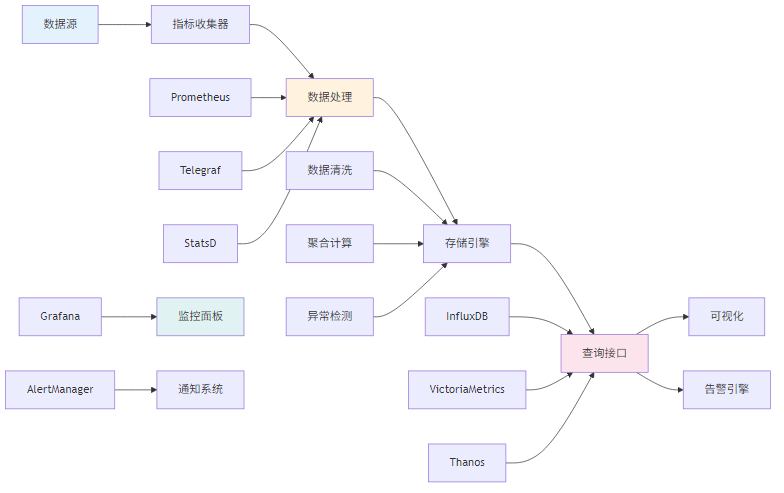 数据源
指标收集器
Prometheus
数据处理
Telegraf
数据清洗
StatsD
聚合计算
存储引擎
Grafana
监控面板
异常检测
InfluxDB
可视化
查询接口
AlertManager
通知系统
VictoriaMetrics
告警引擎
Thanos